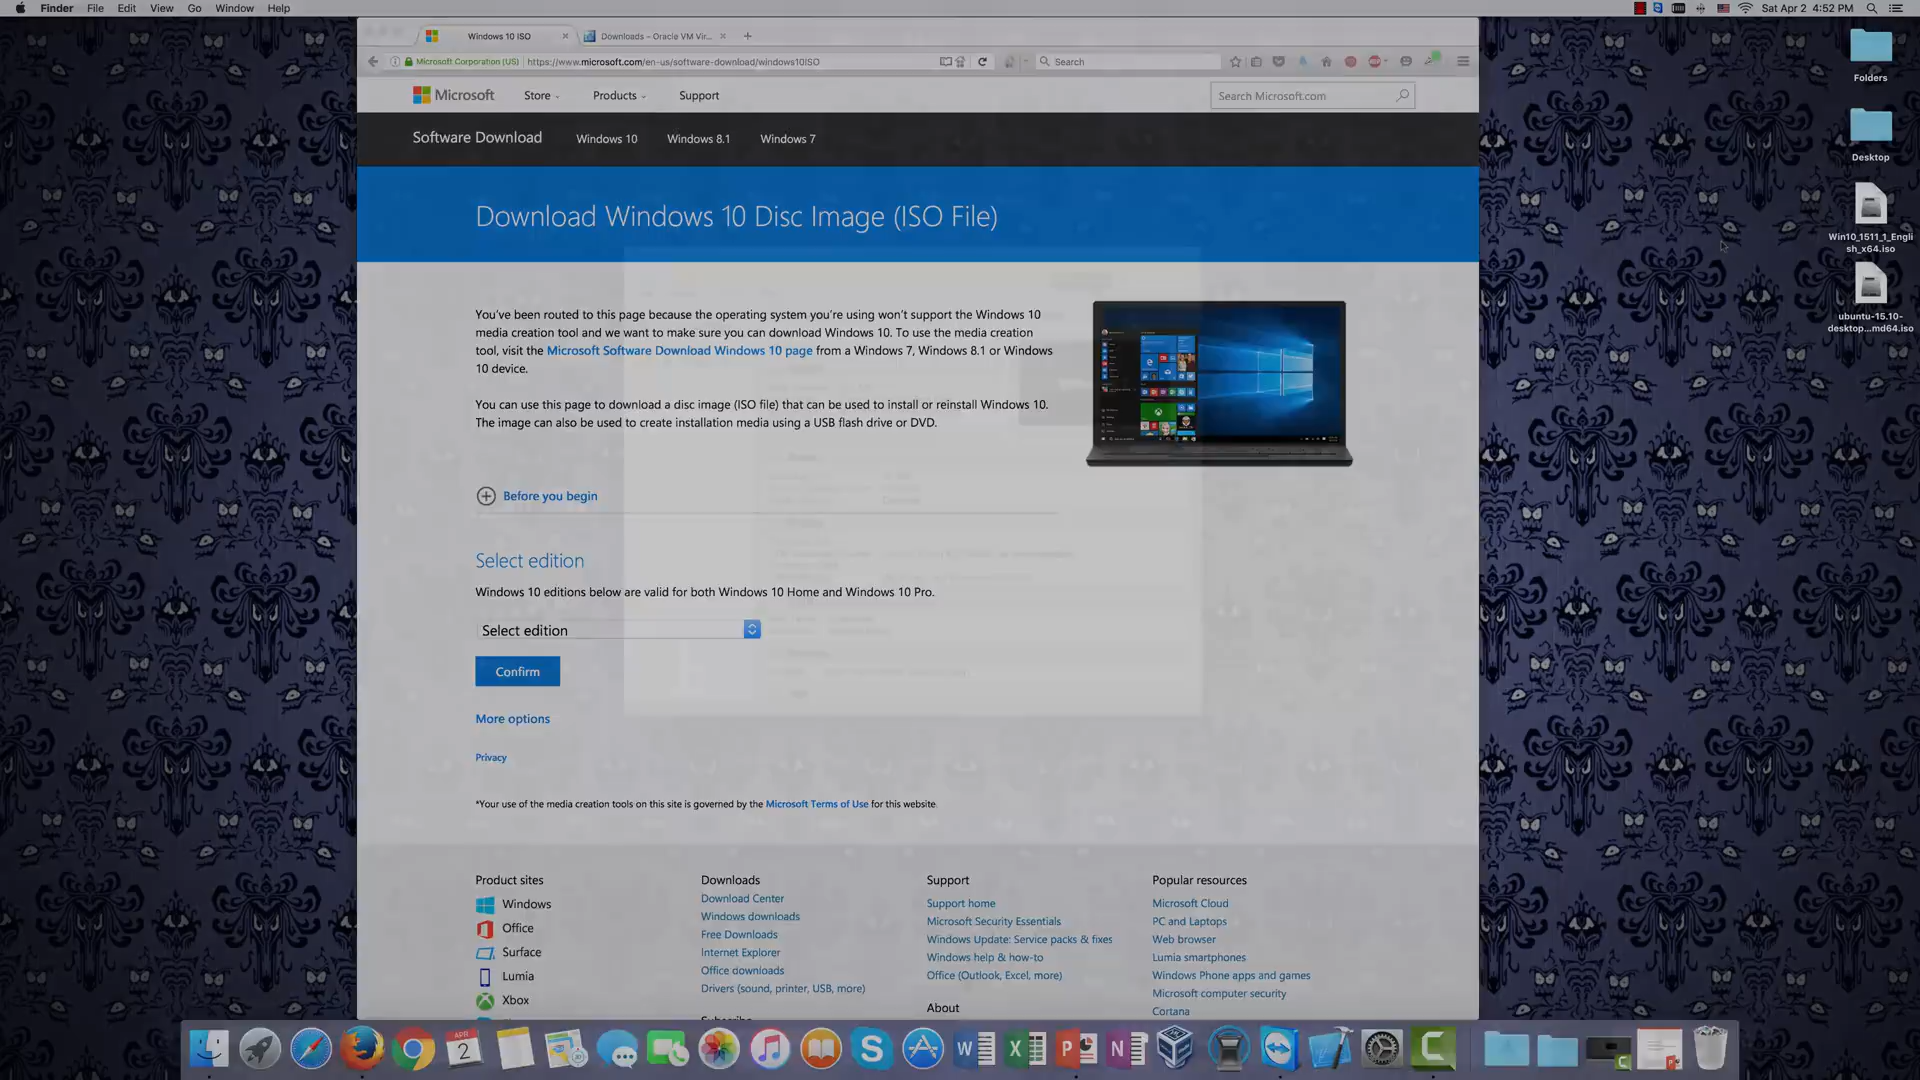 Finder File Edit View Go Window Help
Sat Apr 2 4:52 PM
Windows 10 ISO
Downloads – Oracle VM Vir...
Microsoft Corporation (US)
https://www.microsoft.com/en-us/software-download/windows10ISO
Search
Microsoft
Store
Products
Support
Search Microsoft.com
Software Download
Windows 10
Windows 8.1
Windows 7
Download Windows 10 Disc Image (ISO File)
You've been routed to this page because the operating system you're using won't support the Windows 10
media creation tool and we want to make sure you can download Windows 10. To use the media creation
tool, visit the Microsoft Software Download Windows 10 page from a Windows 7, Windows 8.1 or Windows
10 device.
You can use this page to download a disc image (ISO file) that can be used to install or reinstall Windows 10.
The image can also be used to create installation media using a USB flash drive or DVD.
Before you begin
Select edition
Windows 10 editions below are valid for both Windows 10 Home and Windows 10 Pro.
Select edition
Confirm
More options
Privacy
*Your use of the media creation tools on this site is governed by the Microsoft Terms of Use for this website.
Product sites
Windows
Office
Surface
Lumia
Xbox
Downloads
Download Center
Windows downloads
Free Downloads
Internet Explorer
Office downloads
Drivers (sound, printer, USB, more)
Subscribe
Support
Support home
Microsoft Security Essentials
Windows Update: Service packs & fixes
Windows help & how-to
Office (Outlook, Excel, more)
About
Popular resources
Microsoft Cloud
PC and Laptops
Web browser
Lumia smartphones
Windows Phone apps and games
Microsoft computer security
Cortana
Folders
Desktop
Win10_1511_1_Engli
sh_x64.iso
ubuntu-15.10-
desktop...md64.iso
APR
2